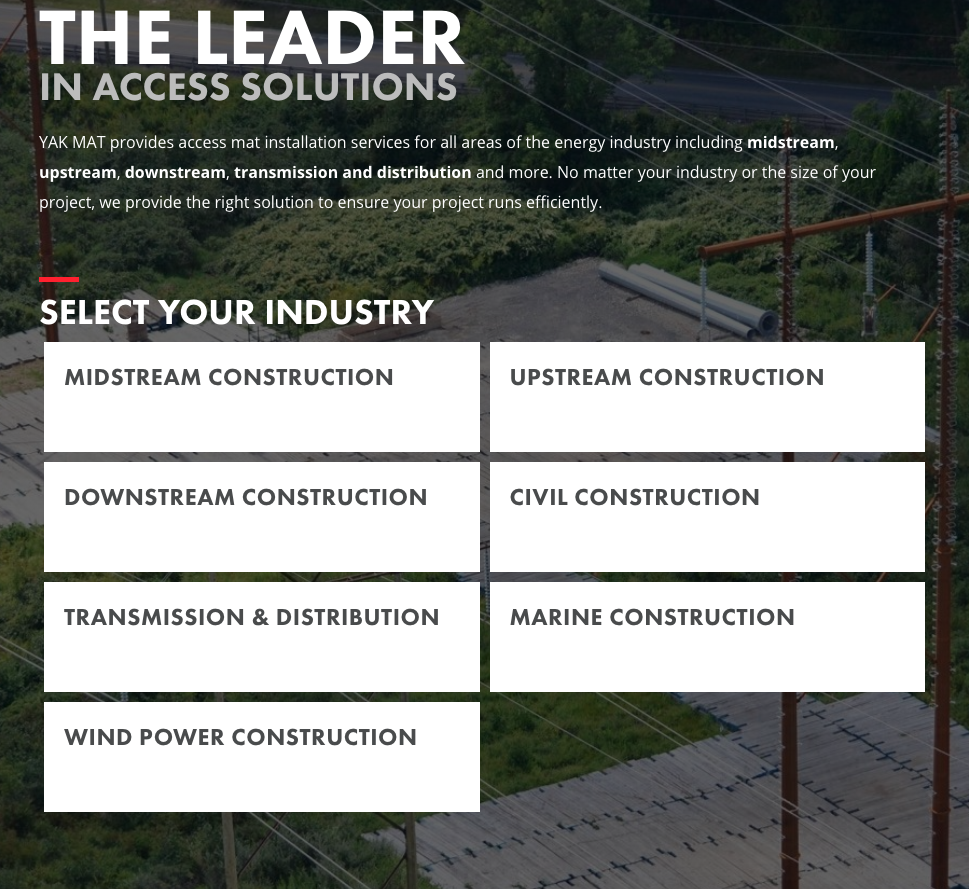 THE LEADER
IN ACCESS SOLUTIONS
YAK MAT provides access mat installation services for all areas of the energy industry including midstream,
upstream, downstream, transmission and distribution and more. No matter your industry or the size of your
project, we provide the right solution to ensure your project runs efficiently.
SELECT YOUR INDUSTRY
MIDSTREAM CONSTRUCTION
UPSTREAM CONSTRUCTION
DOWNSTREAM CONSTRUCTION
CIVIL CONSTRUCTION
TRANSMISSION & DISTRIBUTION
MARINE CONSTRUCTION
WIND POWER CONSTRUCTION